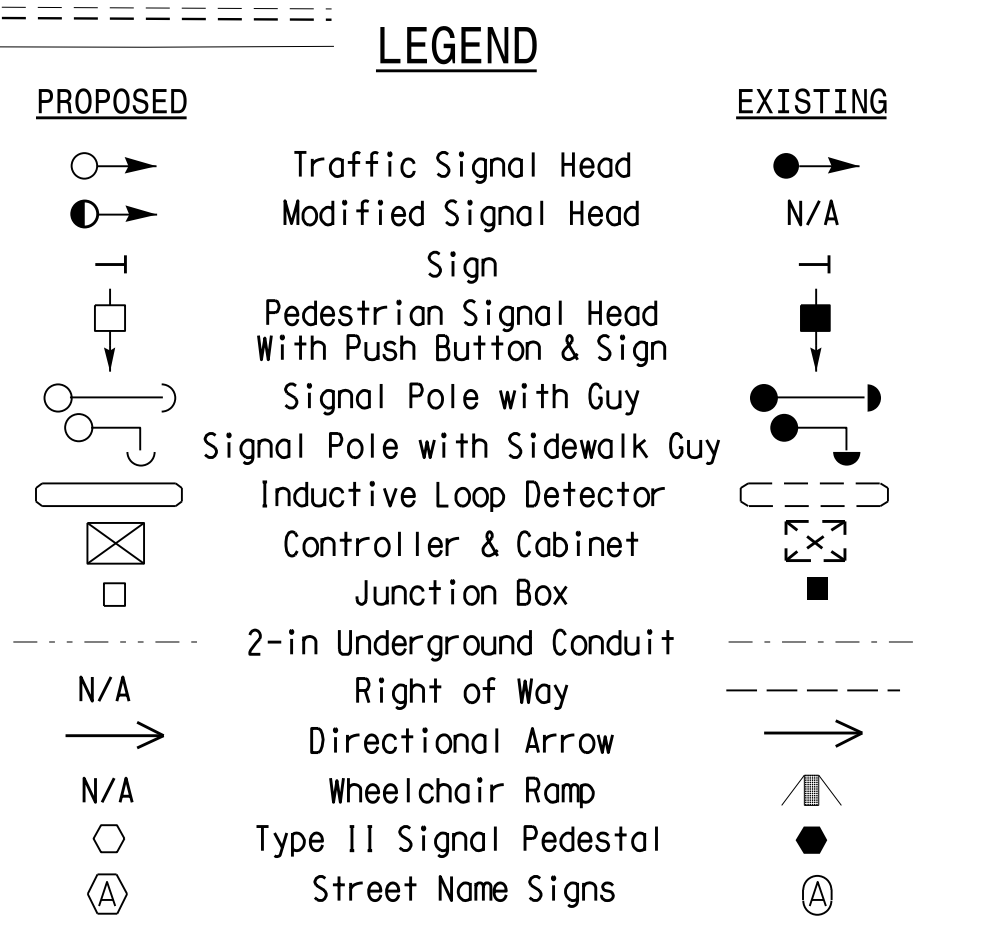 LEGEND
PROPOSED EXISTING
Traffic Signal Head
Modified Signal Head N/A
Sign
Pedestrian Signal Head
With Push Button & Sign
Signal Pole with Guy
Signal Pole with Sidewalk Guy
Inductive Loop Detector
Controller & Cabinet
Junction Box
2-in Underground Conduit
N/A Right of Way
Directional Arrow
N/A Wheelchair Ramp
Type II Signal Pedestal
A Street Name Signs A